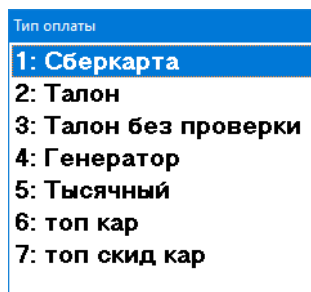 Тип оплаты
1: Сберкарта
2: Талон
3: Талон без проверки
4: Генератор
5: Тысячный
6: топ кар
7: топ скид кар